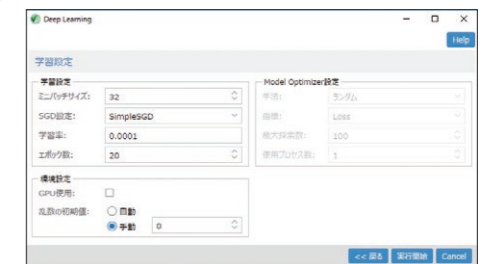 Deep Learning
Help
学習設定
学習設定
ミニバッチサイズ: 32
SGD設定: SimpleSGD
学習率: 0.0001
エポック数: 20
Model Optimizer設定
手法: ランダム
指標: Loss
最大探索数: 100
使用プロセス数: 1
環境設定
GPU使用:
乱数の初期値: 自動
手動 0
<< 戻る 実行開始 Cancel